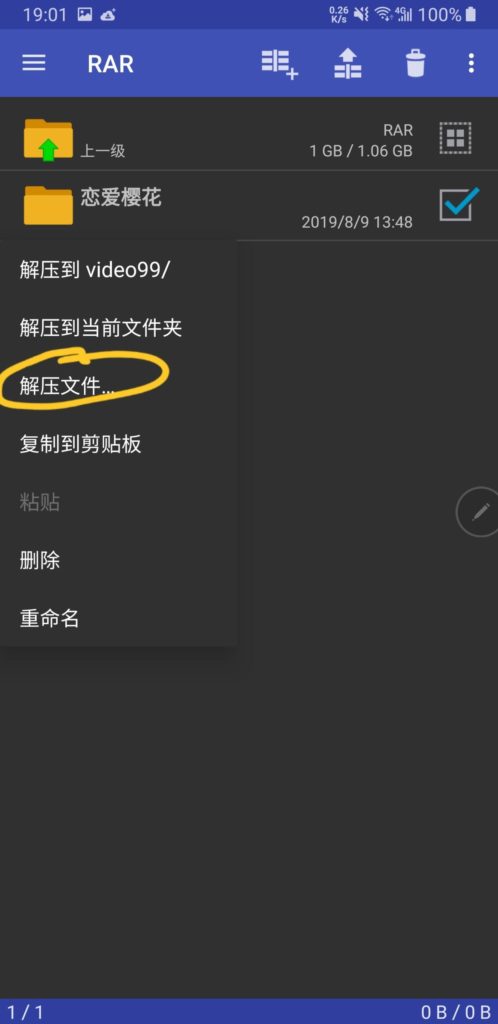 19:01 0.26 K/s 4G 100%
RAR
上一级
RAR
1 GB / 1.06 GB
恋爱樱花
2019/8/9 13:48
解压到 video99/
解压到当前文件夹
解压文件...
复制到剪贴板
粘贴
删除
重命名
1 / 1 0 B / 0 B